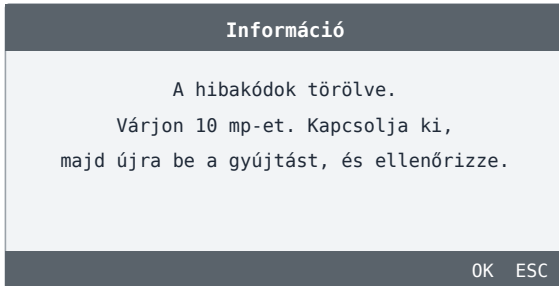 Információ
A hibakódok törölve.
Várjon 10 mp-et. Kapcsolja ki,
majd újra be a gyújtást, és ellenőrizze.
OK ESC